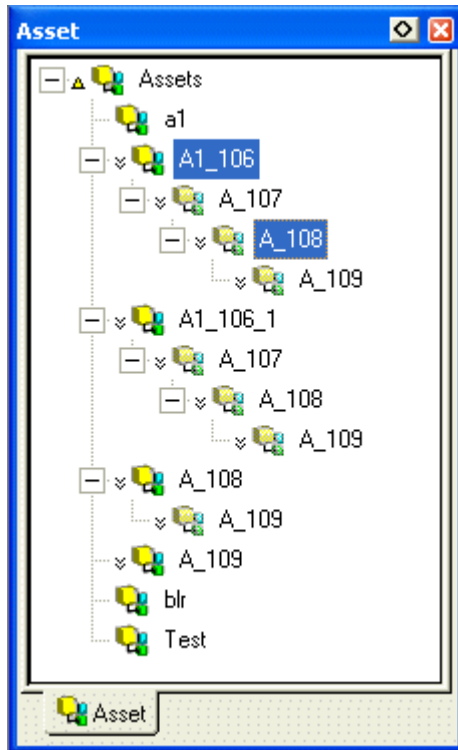 Asset
Assets
a1
A1_106
A_107
A_108
A_109
A1_106_1
A_107
A_108
A_109
A_108
A_109
A_109
blr
Test
Asset